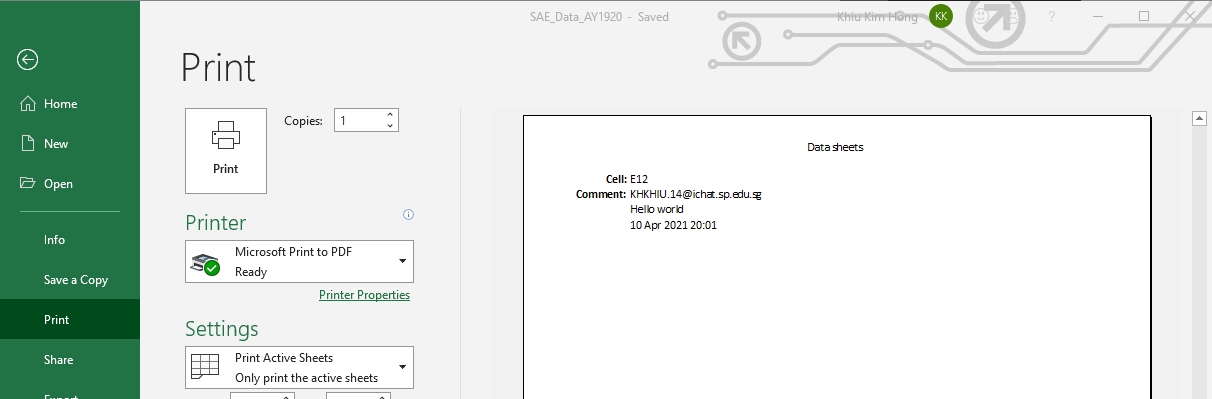 SAE_Data_AY1920 - Saved
Khiu Kim Hong
KK
?
Print
Home
New
Open
Info
Save a Copy
Print
Share
Print
Copies: 1
Printer
Microsoft Print to PDF
Ready
Printer Properties
Settings
Print Active Sheets
Only print the active sheets
Data sheets
Cell: E12
Comment: KHKHIU.14@ichat.sp.edu.sg
Hello world
10 Apr 2021 20:01